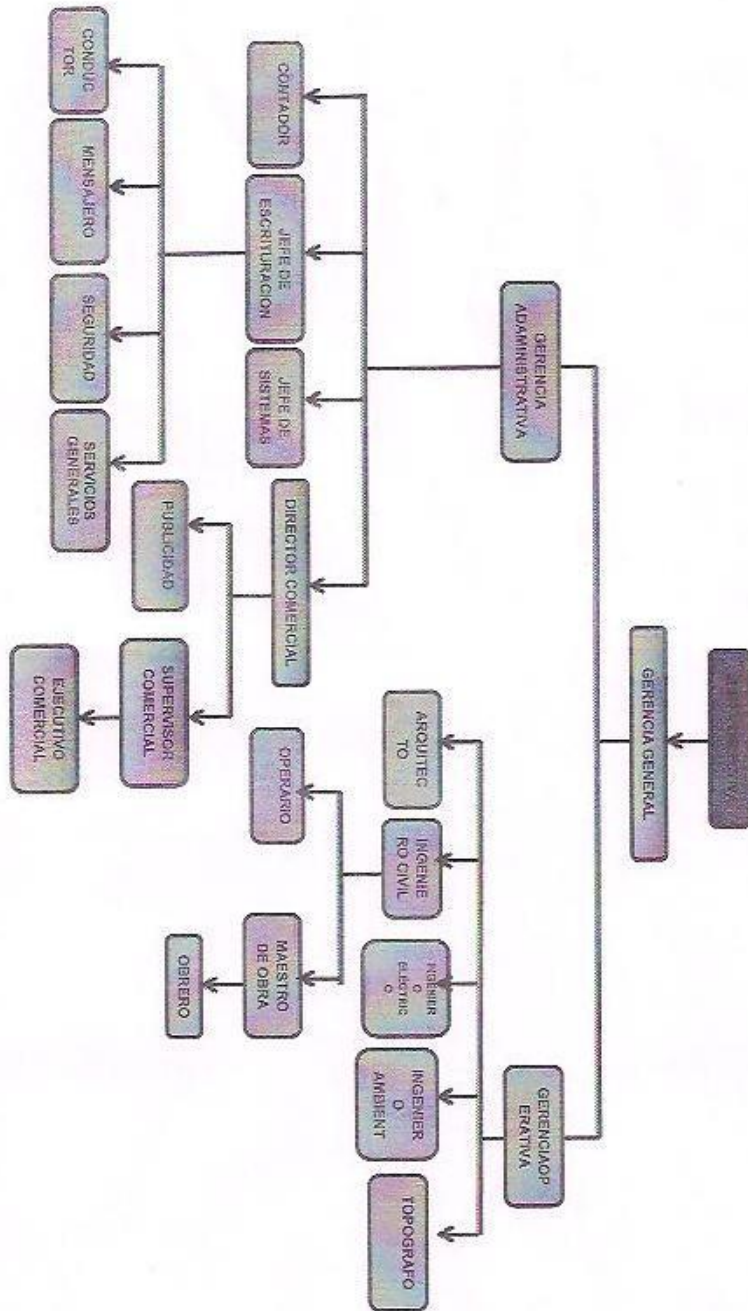 GERENCIA GENERAL
GERENCIA
ADAMINISTRATIVA
GERENCIAOP
ERATIVA
CONTADOR
JEFE DE
ESCRITURACION
JEFE DE
SISTEMAS
DIRECTOR COMERCIAL
ARQUITEC
TO
INGENIE
RO CIVIL
INGENIER
O
ELÉCTRIC
O
INGENIER
O
AMBIENT
TOPOGRAFO
CONDUC
TOR
MENSAJERO
SEGURIDAD
SERVICIOS
GENERALES
PUBLICIDAD
SUPERVISOR
COMERCIAL
EJECUTIVO
COMERCIAL
OPERARIO
MAESTRO
DE OBRA
OBRERO